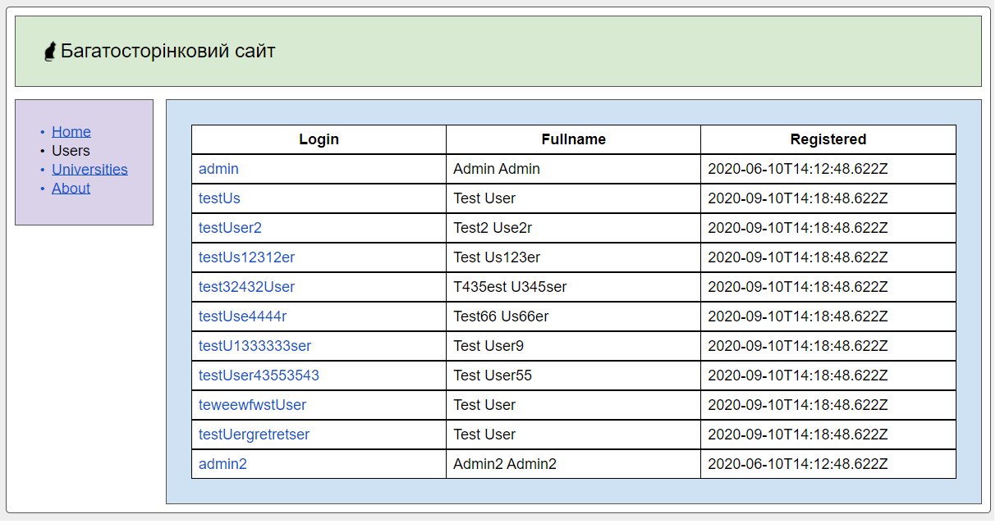 Багатосторінковий сайт
• Home
• Users
• Universities
• About
Login Fullname Registered
admin Admin Admin 2020-06-10T14:12:48.622Z
testUs Test User 2020-09-10T14:18:48.622Z
testUser2 Test2 Use2r 2020-09-10T14:18:48.622Z
testUs12312er Test Us123er 2020-09-10T14:18:48.622Z
test32432User T435est U345ser 2020-09-10T14:18:48.622Z
testUse4444r Test66 Us66er 2020-09-10T14:18:48.622Z
testU1333333ser Test User9 2020-09-10T14:18:48.622Z
testUser43553543 Test User55 2020-09-10T14:18:48.622Z
teweewfwstUser Test User 2020-09-10T14:18:48.622Z
testUergretretser Test User 2020-09-10T14:18:48.622Z
admin2 Admin2 Admin2 2020-06-10T14:12:48.622Z